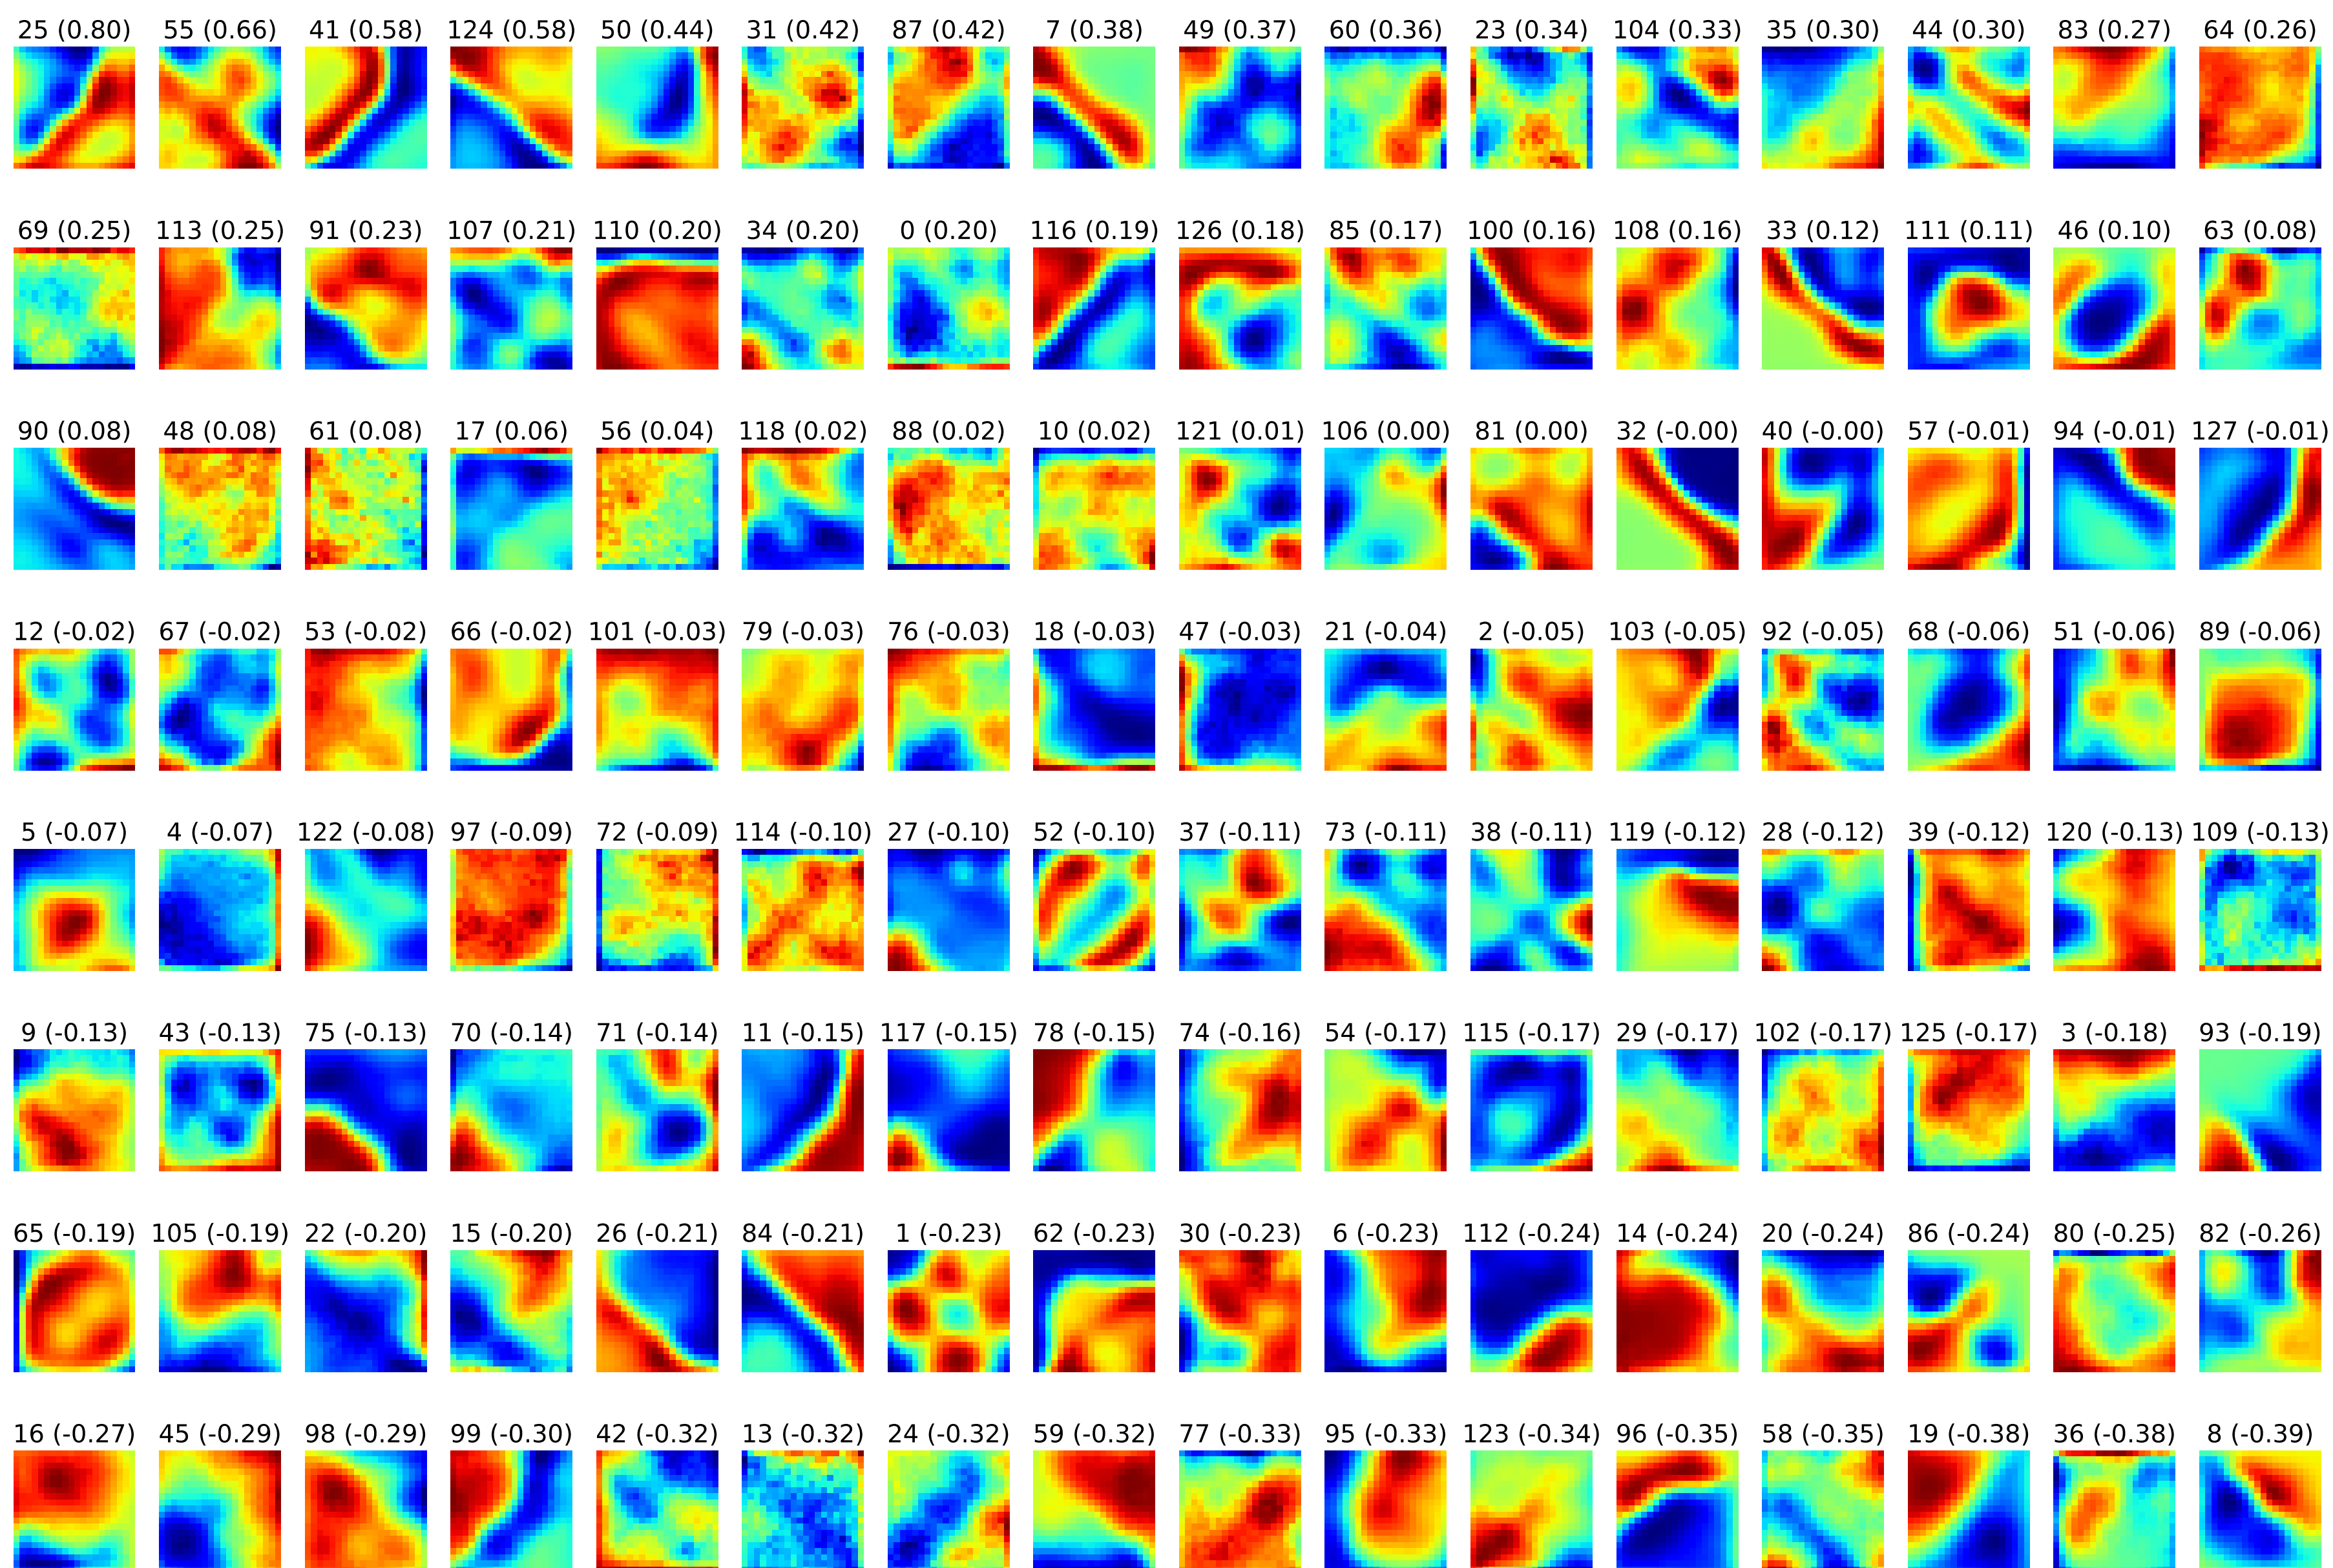 25 (0.80) 55 (0.66) 41 (0.58) 124 (0.58) 50 (0.44) 31 (0.42) 87 (0.42) 7 (0.38) 49 (0.37) 60 (0.36) 23 (0.34) 104 (0.33) 35 (0.30) 44 (0.30) 83 (0.27) 64 (0.26)
69 (0.25) 113 (0.25) 91 (0.23) 107 (0.21) 110 (0.20) 34 (0.20) 0 (0.20) 116 (0.19) 126 (0.18) 85 (0.17) 100 (0.16) 108 (0.16) 33 (0.12) 111 (0.11) 46 (0.10) 63 (0.08)
90 (0.08) 48 (0.08) 61 (0.08) 17 (0.06) 56 (0.04) 118 (0.02) 88 (0.02) 10 (0.02) 121 (0.01) 106 (0.00) 81 (0.00) 32 (-0.00) 40 (-0.00) 57 (-0.01) 94 (-0.01) 127 (-0.01)
12 (-0.02) 67 (-0.02) 53 (-0.02) 66 (-0.02) 101 (-0.03) 79 (-0.03) 76 (-0.03) 18 (-0.03) 47 (-0.03) 21 (-0.04) 2 (-0.05) 103 (-0.05) 92 (-0.05) 68 (-0.06) 51 (-0.06) 89 (-0.06)
5 (-0.07) 4 (-0.07) 122 (-0.08) 97 (-0.09) 72 (-0.09) 114 (-0.10) 27 (-0.10) 52 (-0.10) 37 (-0.11) 73 (-0.11) 38 (-0.11) 119 (-0.12) 28 (-0.12) 39 (-0.12) 120 (-0.13) 109 (-0.13)
9 (-0.13) 43 (-0.13) 75 (-0.13) 70 (-0.14) 71 (-0.14) 11 (-0.15) 117 (-0.15) 78 (-0.15) 74 (-0.16) 54 (-0.17) 115 (-0.17) 29 (-0.17) 102 (-0.17) 125 (-0.17) 3 (-0.18) 93 (-0.19)
65 (-0.19) 105 (-0.19) 22 (-0.20) 15 (-0.20) 26 (-0.21) 84 (-0.21) 1 (-0.23) 62 (-0.23) 30 (-0.23) 6 (-0.23) 112 (-0.24) 14 (-0.24) 20 (-0.24) 86 (-0.24) 80 (-0.25) 82 (-0.26)
16 (-0.27) 45 (-0.29) 98 (-0.29) 99 (-0.30) 42 (-0.32) 13 (-0.32) 24 (-0.32) 59 (-0.32) 77 (-0.33) 95 (-0.33) 123 (-0.34) 96 (-0.35) 58 (-0.35) 19 (-0.38) 36 (-0.38) 8 (-0.39)